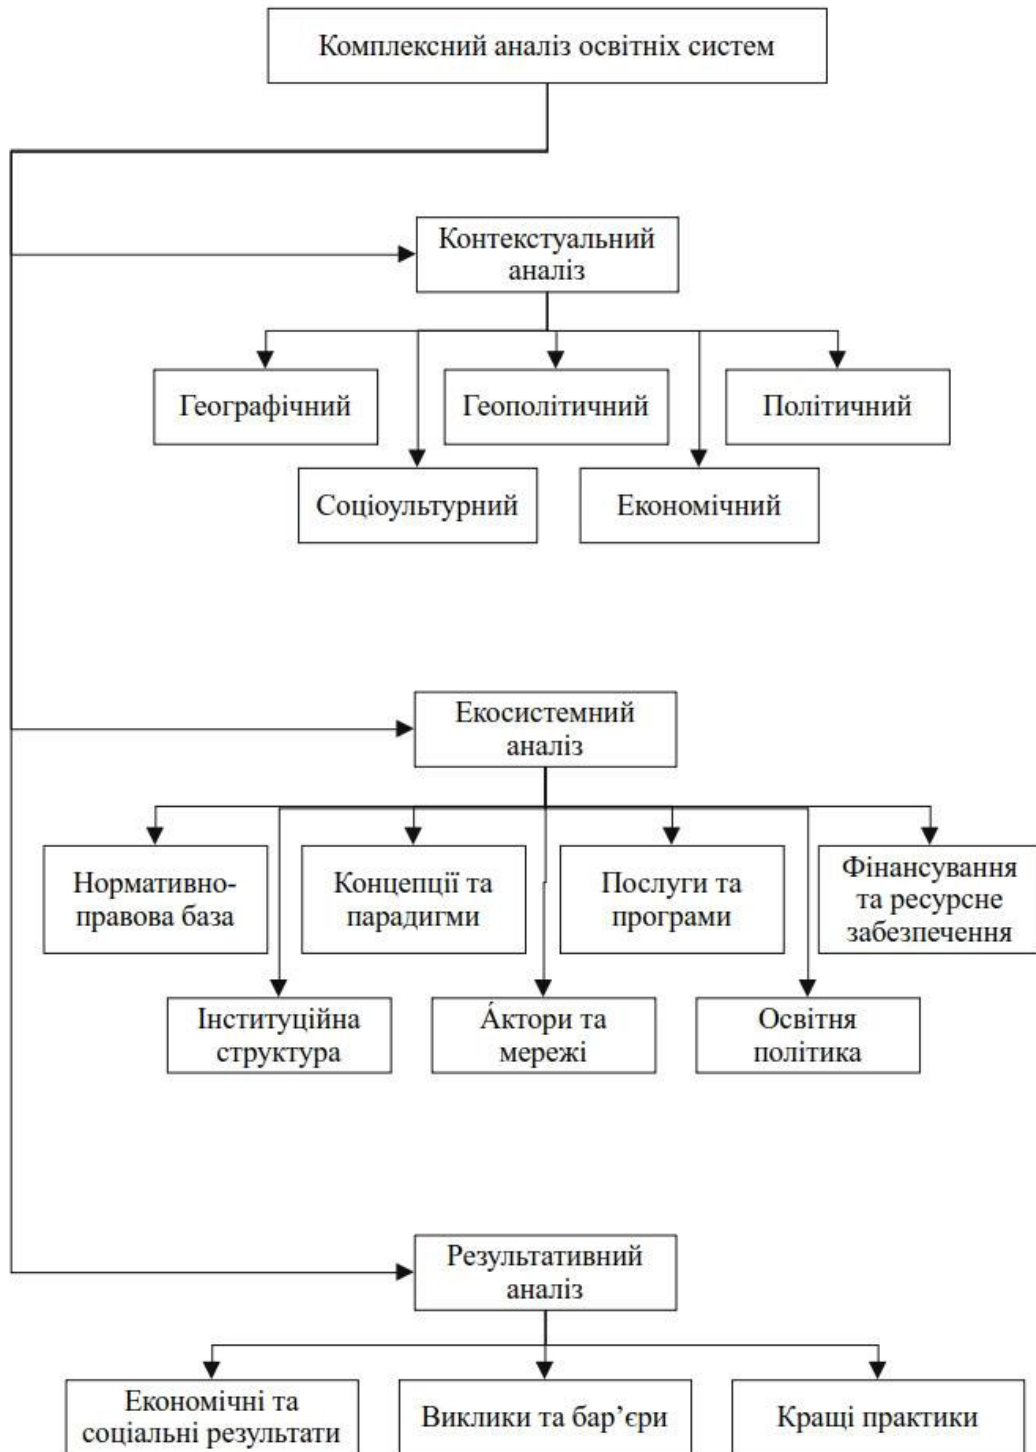 Комплексний аналіз освітніх систем
Контекстуальний
аналіз
Географічний
Геополітичний
Політичний
Соціоультурний
Економічний
Екосистемний
аналіз
Нормативно-
правова база
Концепції та
парадигми
Послуги та
програми
Фінансування
та ресурсне
забезпечення
Інституційна
структура
А́ктори та
мережі
Освітня
політика
Результативний
аналіз
Економічні та
соціальні результати
Виклики та бар’єри
Кращі практики